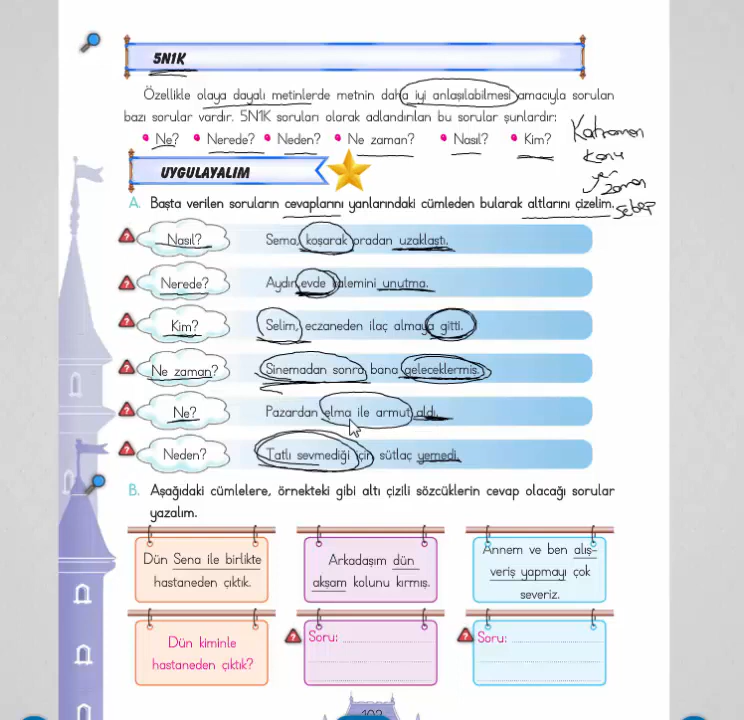 5N1K
Özellikle olaya dayalı metinlerde metnin daha iyi anlaşılabilmesi amacıyla sorulan
bazı sorular vardır. 5N1K soruları olarak adlandırılan bu sorular şunlardır:
• Ne? • Nerede? • Neden? • Ne zaman? • Nasıl? • Kim?
Kahraman
Konu
yer
zaman
sebep
UYGULAYALIM
A. Başta verilen soruların cevaplarını yanlarındaki cümleden bularak altlarını çizelim.
Nasıl? Sema, koşarak oradan uzaklaştı.
Nerede? Aydın, evde kalemini unutma.
Kim? Selim, eczaneden ilaç almaya gitti.
Ne zaman? Sinemadan sonra bana geleceklermiş.
Ne? Pazardan elma ile armut aldı.
Neden? Tatlı sevmediği için sütlaç yemedi.
B. Aşağıdaki cümlelere, örnekteki gibi altı çizili sözcüklerin cevap olacağı sorular
yazalım.
Dün Sena ile birlikte
hastaneden çıktık.
Arkadaşım dün
akşam kolunu kırmış.
Annem ve ben alış-
veriş yapmayı çok
severiz.
Dün kiminle
hastaneden çıktık?
Soru:
Soru: